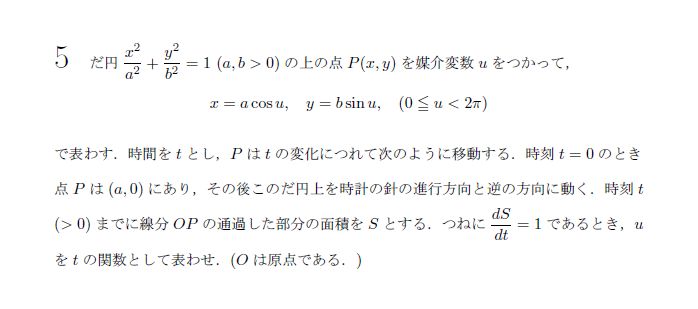 5 だ円 $\frac{x^2}{a^2} + \frac{y^2}{b^2} = 1$ $(a, b > 0)$ の上の点 $P(x, y)$ を媒介変数 $u$ をつかって，
$x = a\cos u, \quad y = b\sin u, \quad (0 \leqq u < 2\pi)$
で表わす．時間を $t$ とし，$P$ は $t$ の変化につれて次のように移動する．時刻 $t = 0$ のとき
点 $P$ は $(a, 0)$ にあり，その後このだ円上を時計の針の進行方向と逆の方向に動く．時刻 $t$
$(> 0)$ までに線分 $OP$ の通過した部分の面積を $S$ とする．つねに $\frac{dS}{dt} = 1$ であるとき，$u$
を $t$ の関数として表わせ．($O$ は原点である．)